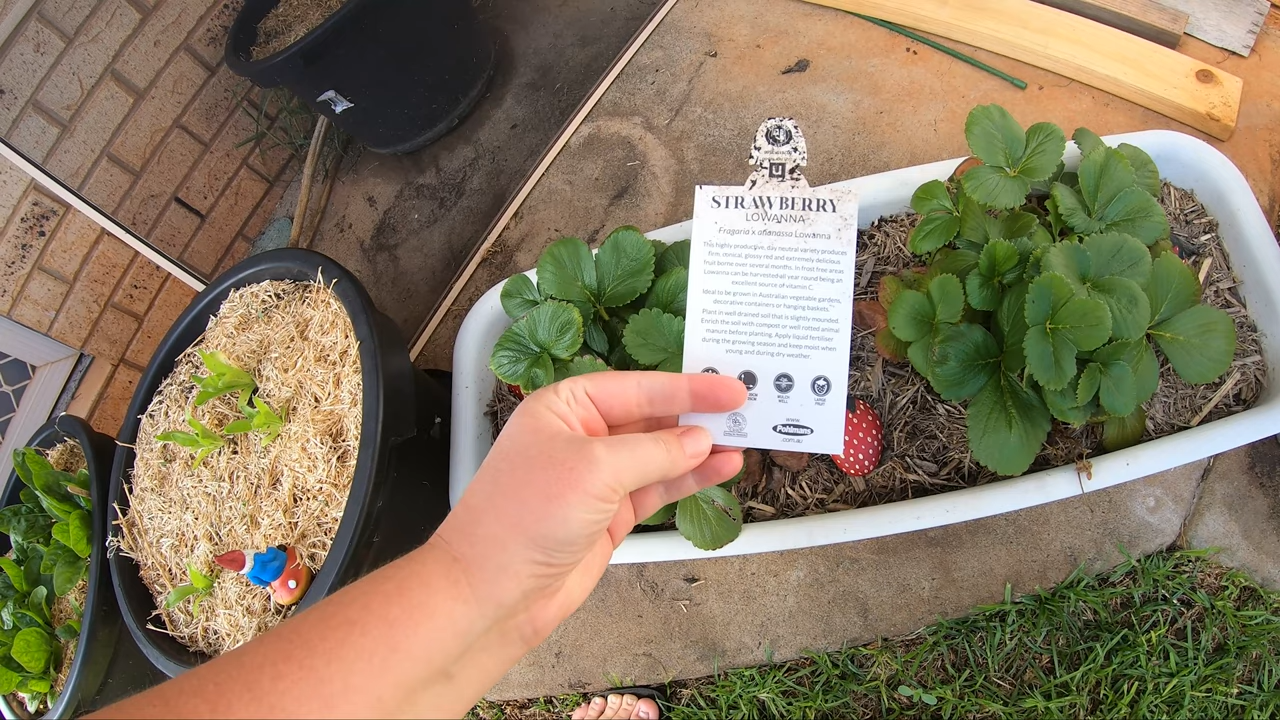 STRAWBERRY
LOWANNA
Fragaria x ananassa Lowanna
This highly productive, day neutral variety produces
firm, conical, glossy red and extremely delicious
fruit borne over several months. In frost free areas
Lowanna can be harvested all year round being an
excellent source of vitamin C.
Ideal to be grown in Australian vegetable gardens,
decorative containers or hanging baskets.
Plant in well drained soil that is slightly mounded.
Enrich the soil with compost or well rotted animal
manure before planting. Apply liquid fertiliser
during the growing season and keep moist when
young and during dry weather.
MULCH WELL
LARGE FRUIT
www.
Pohlmans
.com.au